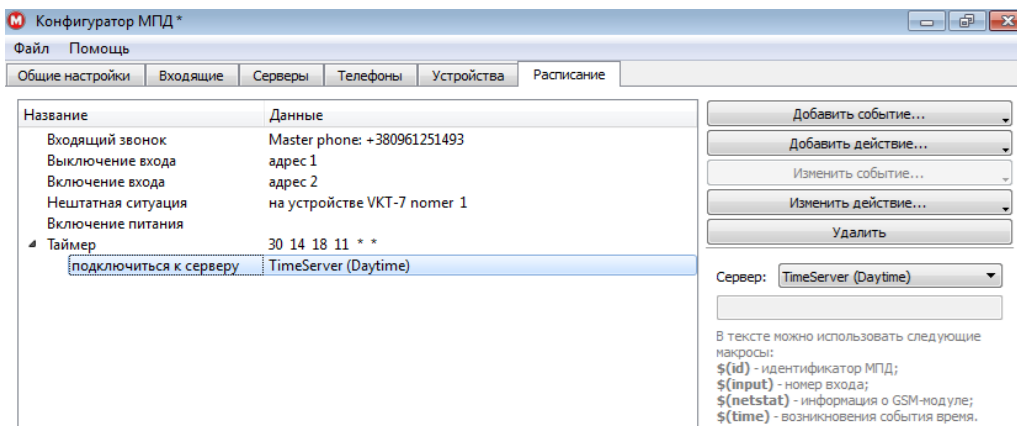 Конфигуратор МПД *
Файл Помощь
Общие настройки Входящие Серверы Телефоны Устройства Расписание
Название Данные
Входящий звонок Master phone: +380961251493
Выключение входа адрес 1
Включение входа адрес 2
Нештатная ситуация на устройстве VKT-7 nomer 1
Включение питания
Таймер 30 14 18 11 * *
подключиться к серверу TimeServer (Daytime)
Добавить событие...
Добавить действие...
Изменить событие...
Изменить действие...
Удалить
Сервер: TimeServer (Daytime)
В тексте можно использовать следующие
макросы:
$(id) - идентификатор МПД;
$(input) - номер входа;
$(netstat) - информация о GSM-модуле;
$(time) - возникновения события время.